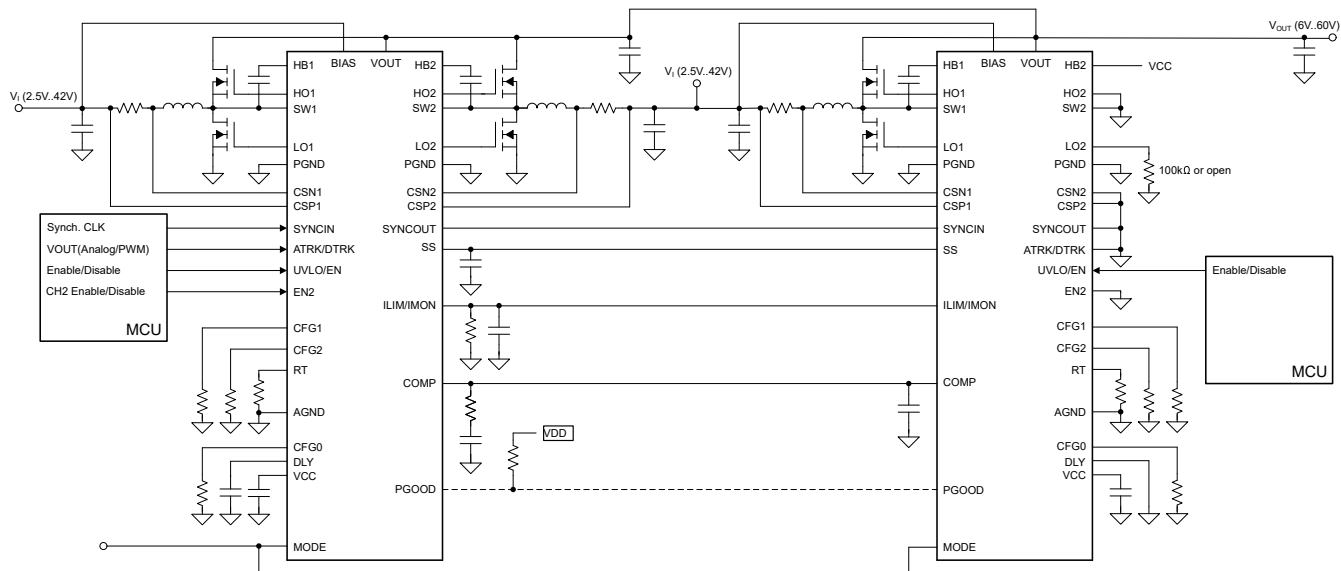 V_I (2.5V..42V)
HB1
BIAS
VOUT
HB2
HO1
HO2
SW1
SW2
LO1
LO2
PGND
PGND
CSN1
CSN2
CSP1
CSP2
SYNCIN
SYNCOUT
ATRK/DTRK
SS
UVLO/EN
EN2
ILIM/IMON
CFG1
CFG2
RT
COMP
AGND
CFG0
DLY
VCC
PGOOD
MODE
Synch. CLK
VOUT(Analog/PWM)
Enable/Disable
CH2 Enable/Disable
MCU
VDD
V_I (2.5V..42V)
HB1
BIAS
VOUT
HB2
VCC
V_OUT (6V..60V)
HO1
HO2
SW1
SW2
LO1
LO2
100kΩ or open
PGND
PGND
CSN1
CSN2
CSP1
CSP2
SYNCIN
SYNCOUT
SS
ATRK/DTRK
UVLO/EN
EN2
ILIM/IMON
CFG1
CFG2
RT
COMP
AGND
CFG0
DLY
VCC
PGOOD
MODE
Enable/Disable
MCU